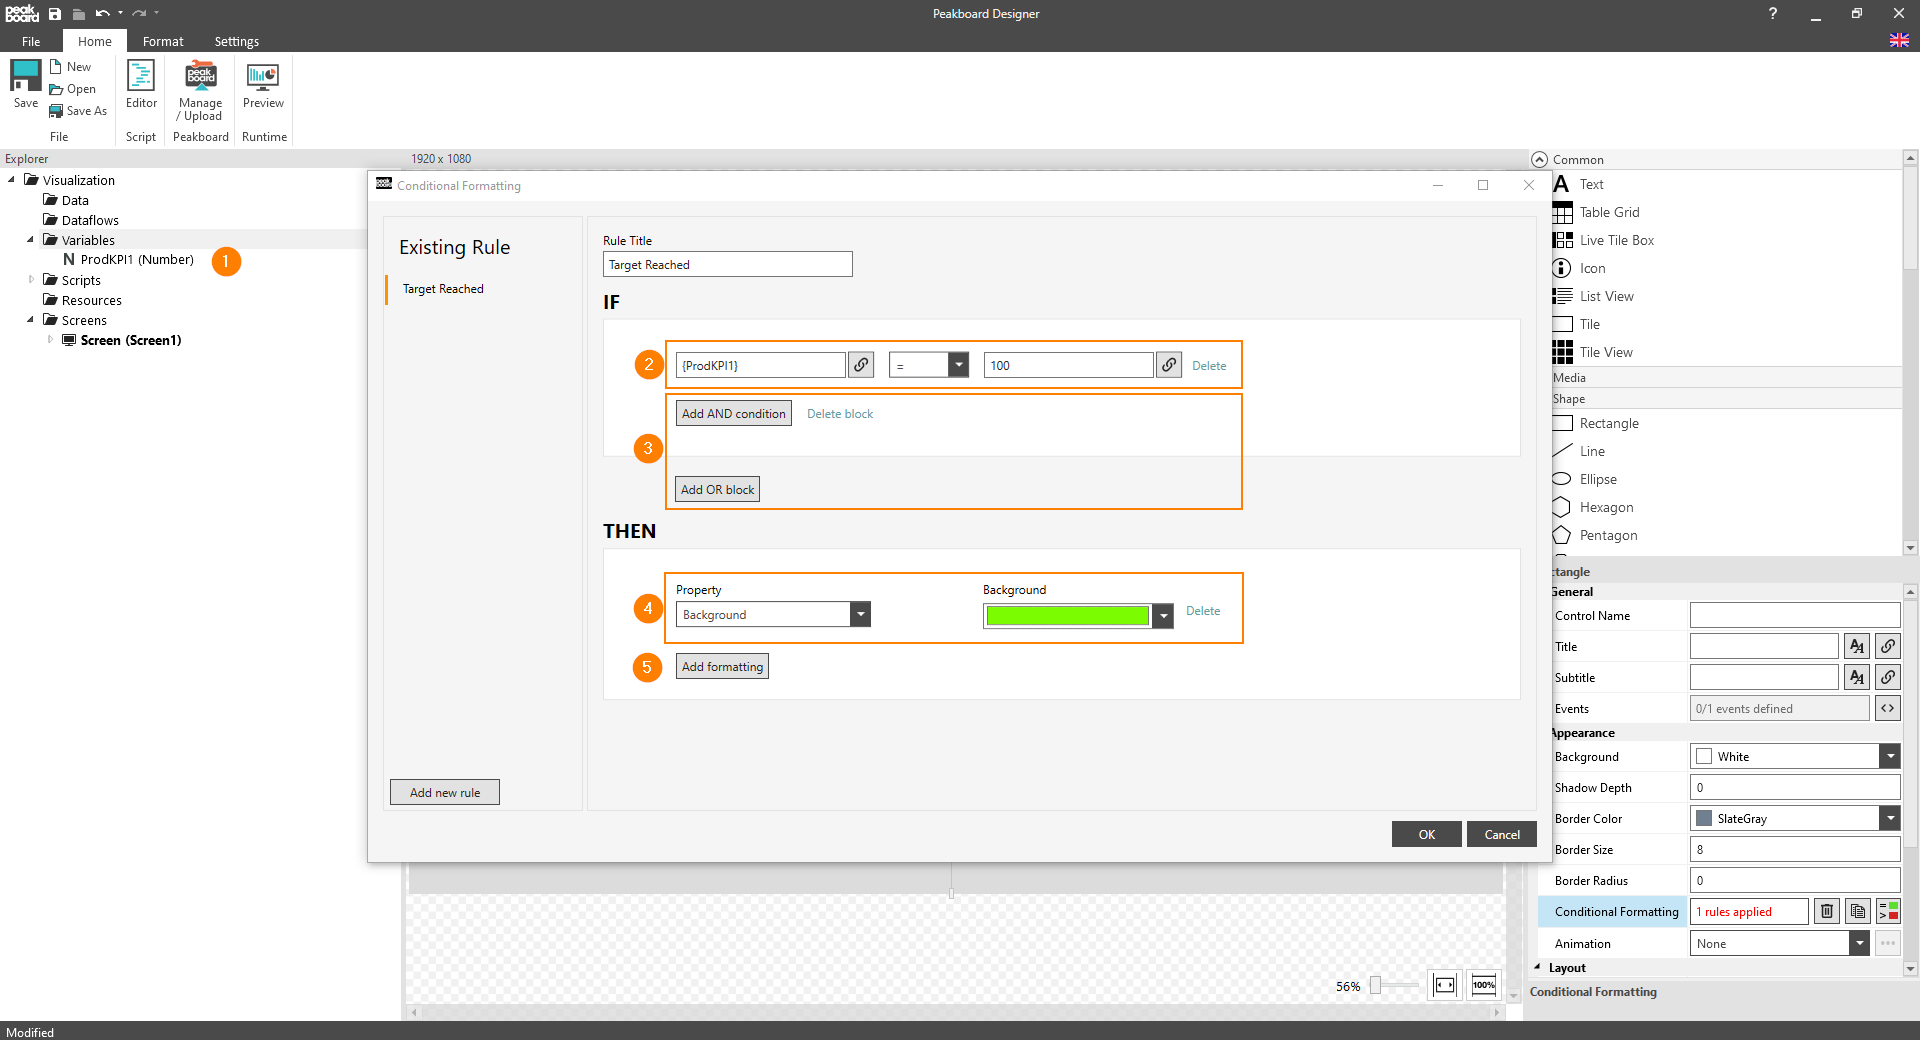 peak board
Peakboard Designer
?
File
Home
Format
Settings
Save
New
Open
Save As
File
Editor
Script
peak board
Manage / Upload
Peakboard
Preview
Runtime
Explorer
1920 x 1080
Visualization
Data
Dataflows
Variables
N ProdKPI1 (Number)
1
Scripts
Resources
Screens
Screen (Screen1)
Conditional Formatting
Existing Rule
Target Reached
Add new rule
Rule Title
Target Reached
IF
2
{ProdKPI1}
=
100
Delete
3
Add AND condition
Delete block
Add OR block
THEN
4
Property
Background
Background
Delete
5
Add formatting
OK
Cancel
56%
100%
Common
A Text
Table Grid
Live Tile Box
Icon
List View
Tile
Tile View
Media
Shape
Rectangle
Line
Ellipse
Hexagon
Pentagon
ctangle
General
Control Name
Title
Subtitle
Events
0/1 events defined
Appearance
Background
White
Shadow Depth
0
Border Color
SlateGray
Border Size
8
Border Radius
0
Conditional Formatting
1 rules applied
Animation
None
Layout
Conditional Formatting
Modified